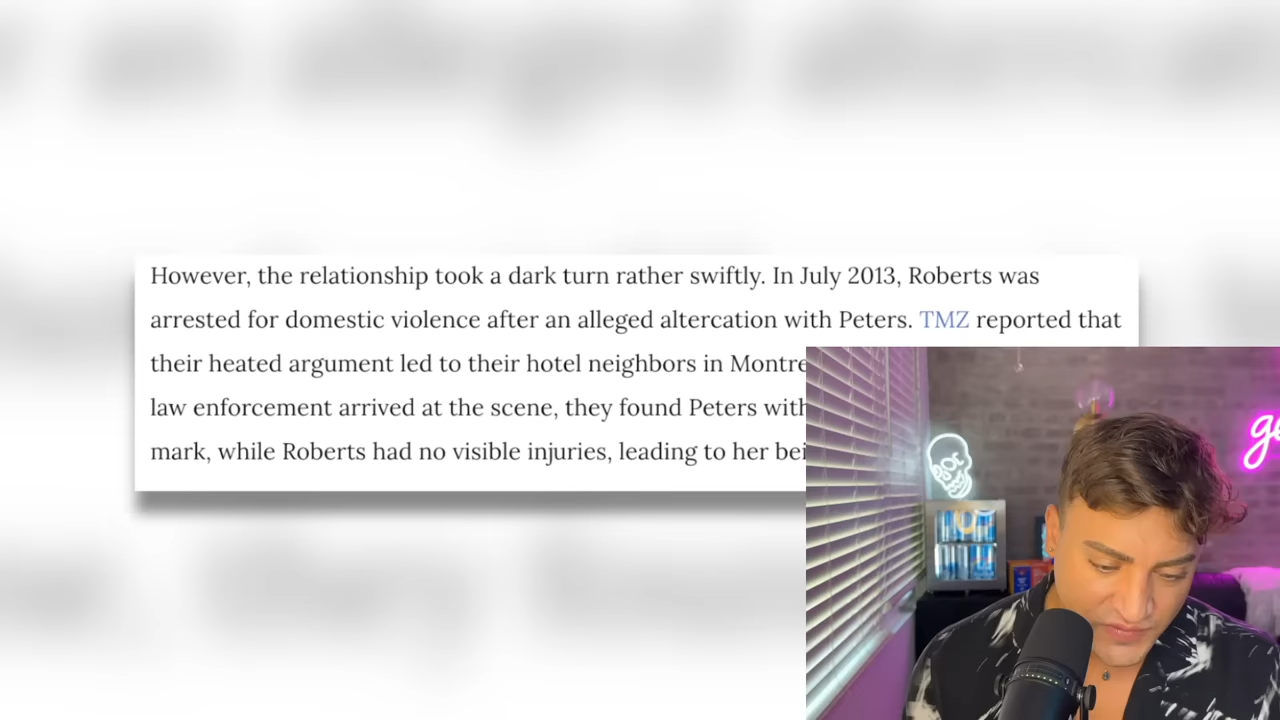 However, the relationship took a dark turn rather swiftly. In July 2013, Roberts was
arrested for domestic violence after an alleged altercation with Peters. TMZ reported that
their heated argument led to their hotel neighbors in
law enforcement arrived at the scene, they found Peters with
mark, while Roberts had no visible injuries, leading to her